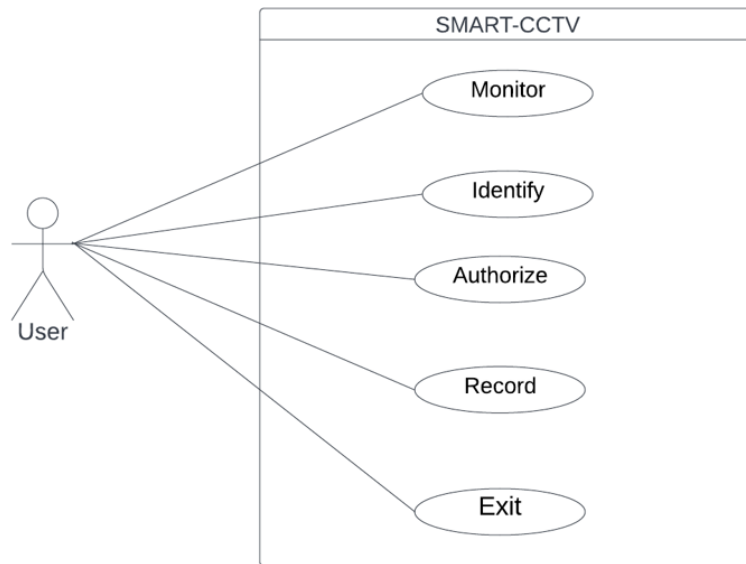 SMART-CCTV
Monitor
Identify
Authorize
User
Record
Exit